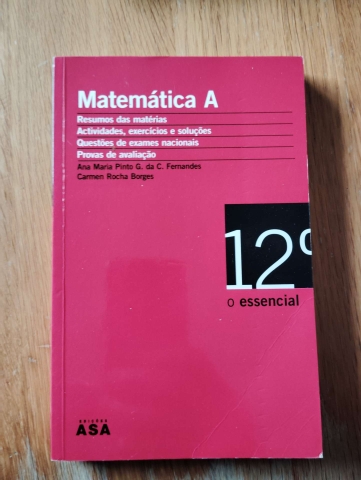 Matemática A
Resumos das matérias
Actividades, exercícios e soluções
Questões de exames nacionais
Provas de avaliação
Ana Maria Pinto G. da C. Fernandes
Carmen Rocha Borges
12º
o essencial
EDIÇÕES
ASA